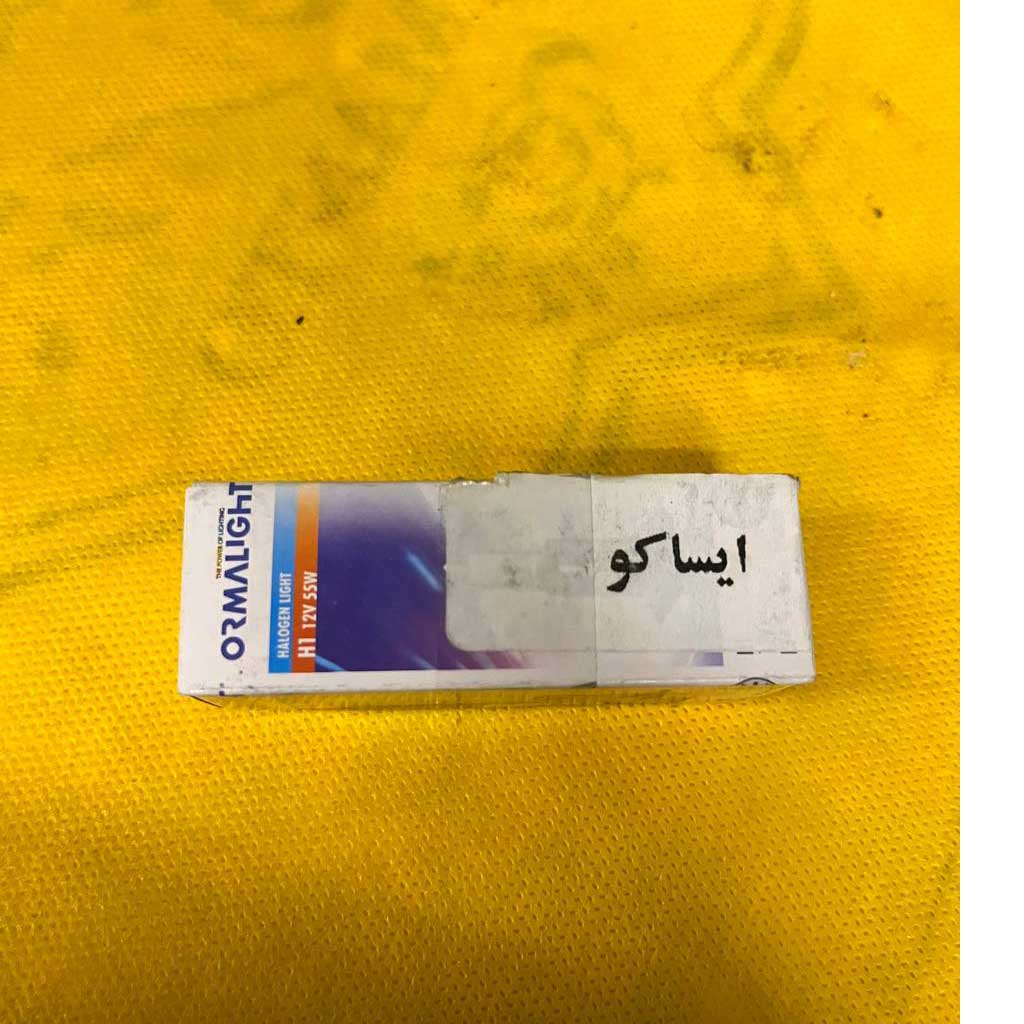 ORMALIGHT
THE POWER OF LIGHTING
HALOGEN LIGHT
H1 12V 55W
ایساکو